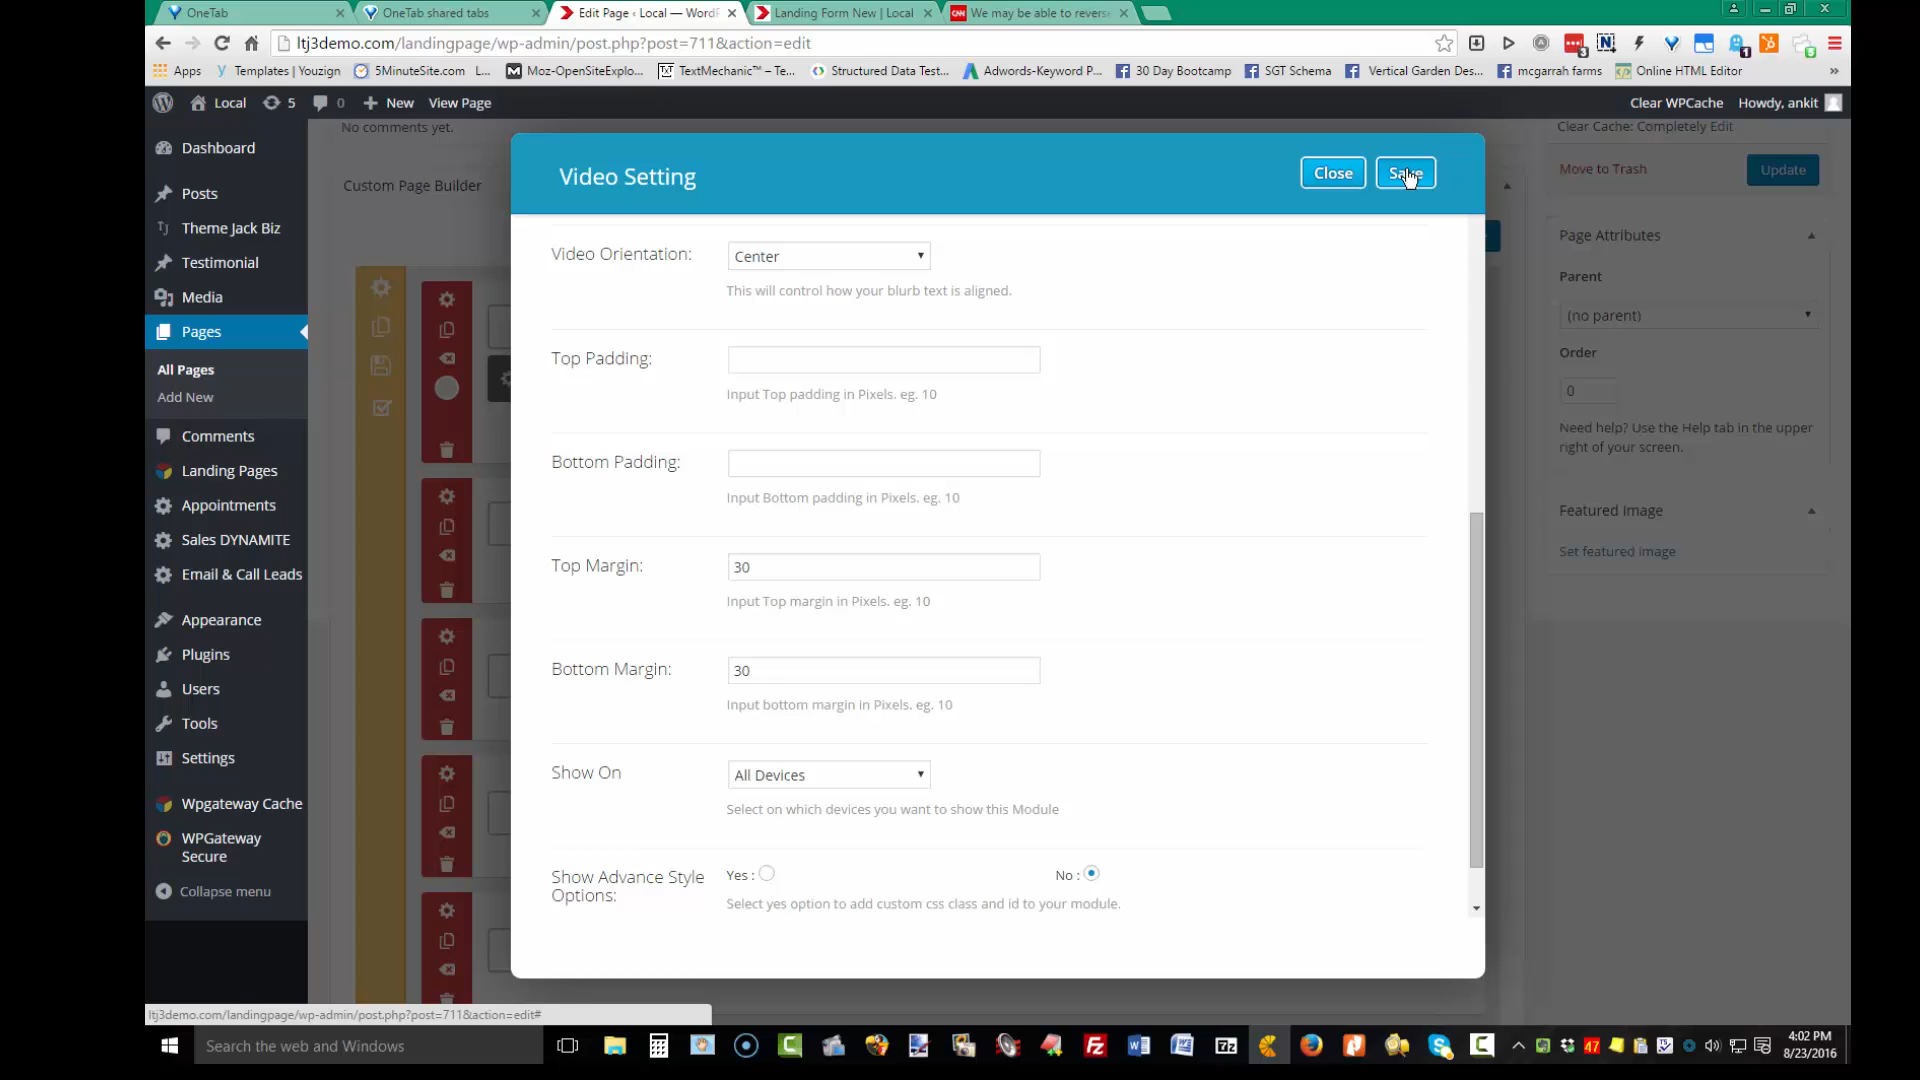 OneTab
OneTab shared tabs
Edit Page ‹ Local — WordP
Landing Form New | Local
CNN We may be able to revers
ltj3demo.com/landingpage/wp-admin/post.php?post=711&action=edit
Apps
Templates | Youzign
5MinuteSite.com L...
Moz-OpenSiteExplo...
TextMechanic™ – Te...
Structured Data Test...
Adwords-Keyword P...
30 Day Bootcamp
SGT Schema
Vertical Garden Des...
mcgarrah farms
Online HTML Editor
»
Local
5
0
New
View Page
Clear WPCache
Howdy, ankit
Dashboard
Posts
Theme Jack Biz
Testimonial
Media
Pages
All Pages
Add New
Comments
Landing Pages
Appointments
Sales DYNAMITE
Email & Call Leads
Appearance
Plugins
Users
Tools
Settings
Wpgateway Cache
WPGateway
Secure
Collapse menu
No comments yet.
Custom Page Builder
Video Setting
Close
Video Orientation:
Center
This will control how your blurb text is aligned.
Top Padding:
Input Top padding in Pixels. eg. 10
Bottom Padding:
Input Bottom padding in Pixels. eg. 10
Top Margin:
30
Input Top margin in Pixels. eg. 10
Bottom Margin:
30
Input bottom margin in Pixels. eg. 10
Show On
All Devices
Select on which devices you want to show this Module
Show Advance Style
Options:
Yes :
No :
Select yes option to add custom css class and id to your module.
Clear Cache: Completely Edit
Move to Trash
Update
Page Attributes
Parent
(no parent)
Order
0
Need help? Use the Help tab in the upper
right of your screen.
Featured Image
Set featured image
ltj3demo.com/landingpage/wp-admin/post.php?post=711&action=edit#
Search the web and Windows
47
4:02 PM
8/23/2016